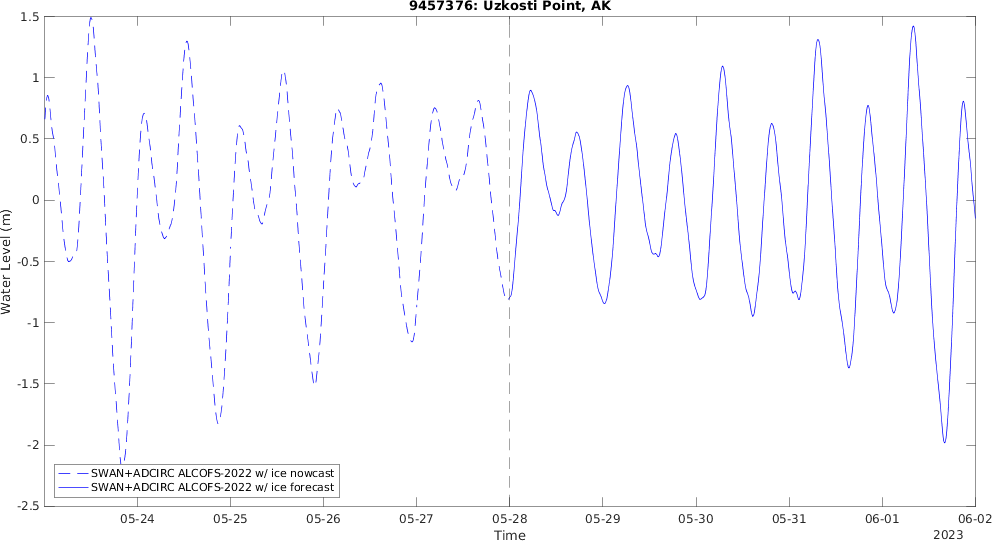 9457376: Uzkosti Point, AK
1.5
1
0.5
0
-0.5
-1
-1.5
-2
-2.5
Water Level (m)
SWAN+ADCIRC ALCOFS-2022 w/ ice nowcast
SWAN+ADCIRC ALCOFS-2022 w/ ice forecast
05-24 05-25 05-26 05-27 05-28 05-29 05-30 05-31 06-01 06-02
Time
2023